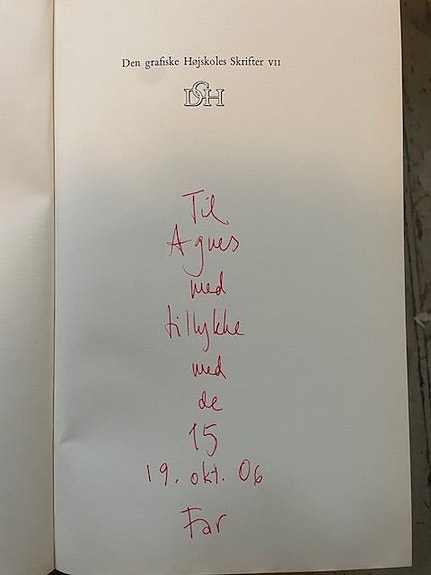 Den grafiske Højskoles Skrifter VII
DGH
Til
Agnes
med
tillykke
med
de
15
19. okt. 06
Far